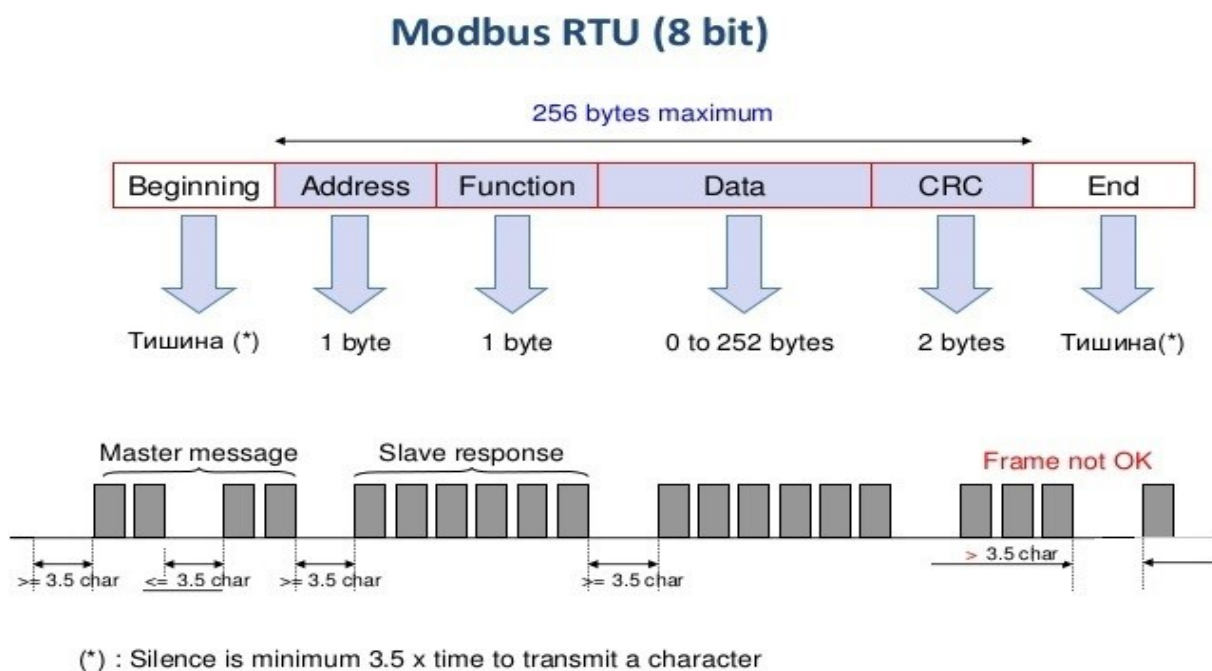 Modbus RTU (8 bit)
256 bytes maximum
Beginning Address Function Data CRC End
Тишина (*) 1 byte 1 byte 0 to 252 bytes 2 bytes Тишина(*)
Master message Slave response Frame not OK
>= 3.5 char <= 3.5 char >= 3.5 char >= 3.5 char > 3.5 char
(*) : Silence is minimum 3.5 x time to transmit a character